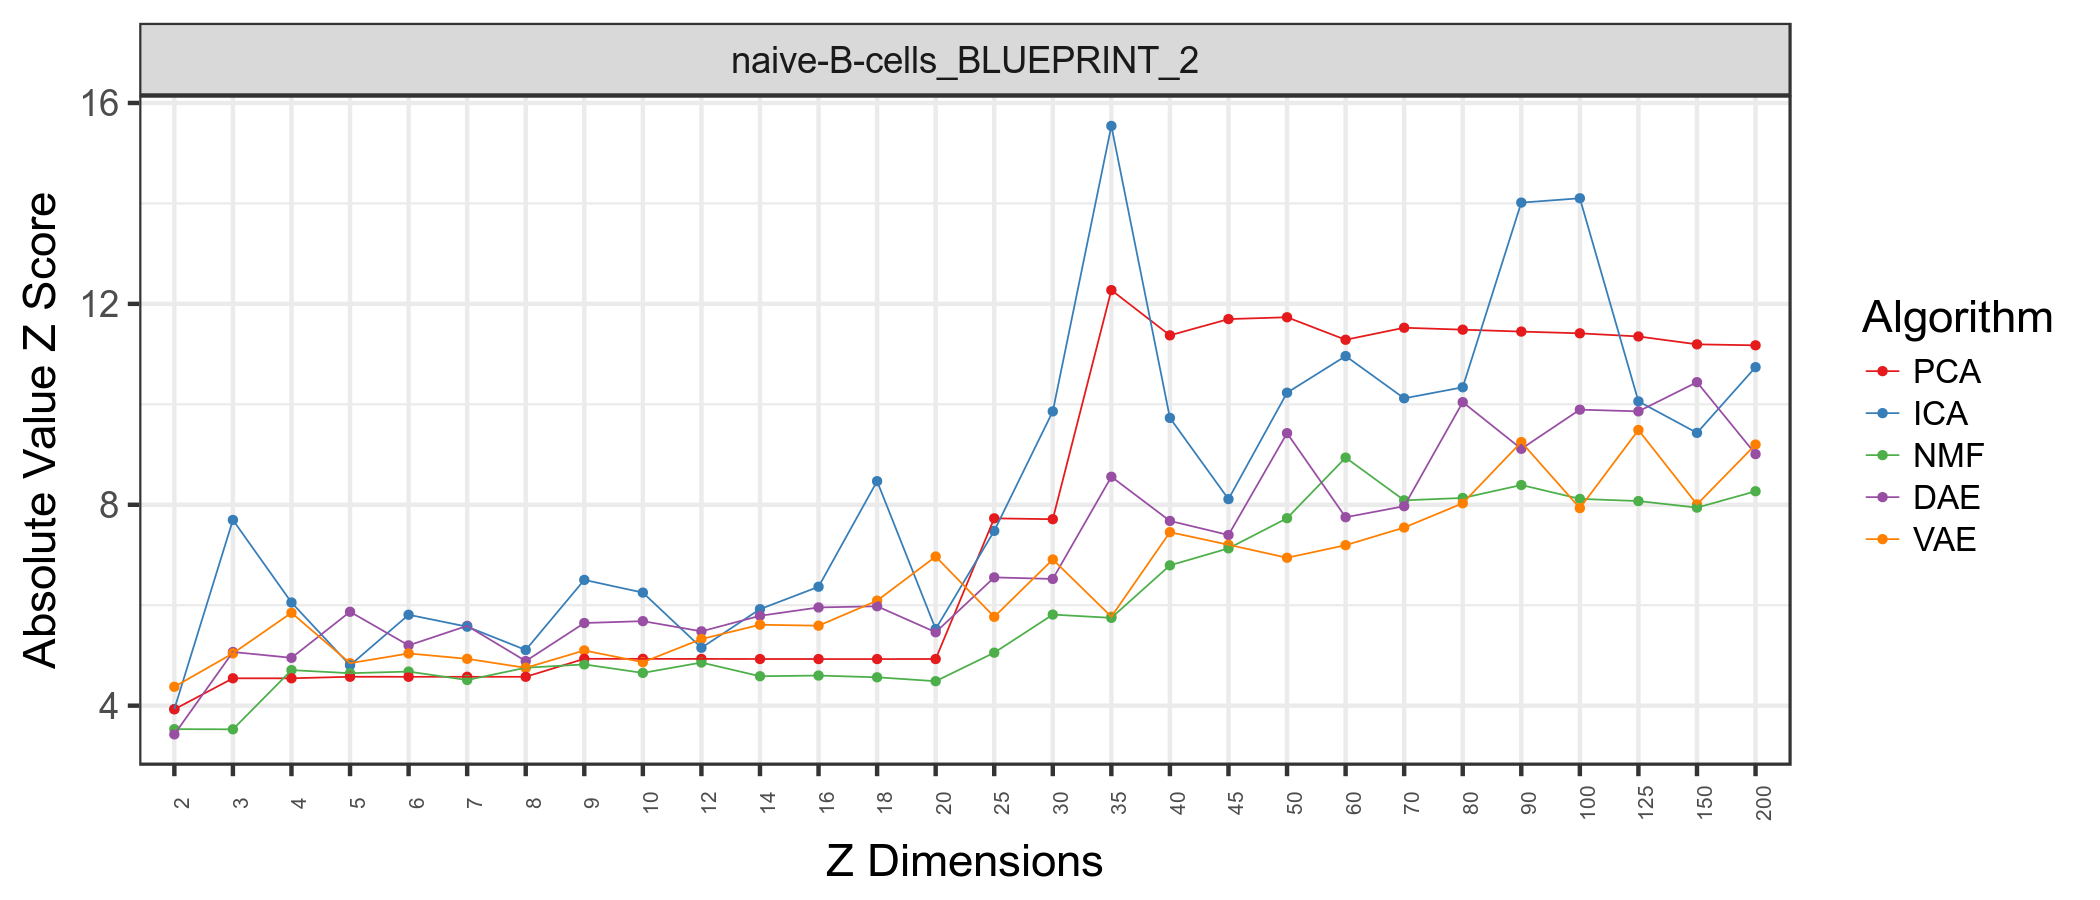 naive-B-cells_BLUEPRINT_2
Absolute Value Z Score
16
12
8
4
2 3 4 5 6 7 8 9 10 12 14 16 18 20 25 30 35 40 45 50 60 70 80 90 100 125 150 200
Z Dimensions
Algorithm
PCA
ICA
NMF
DAE
VAE